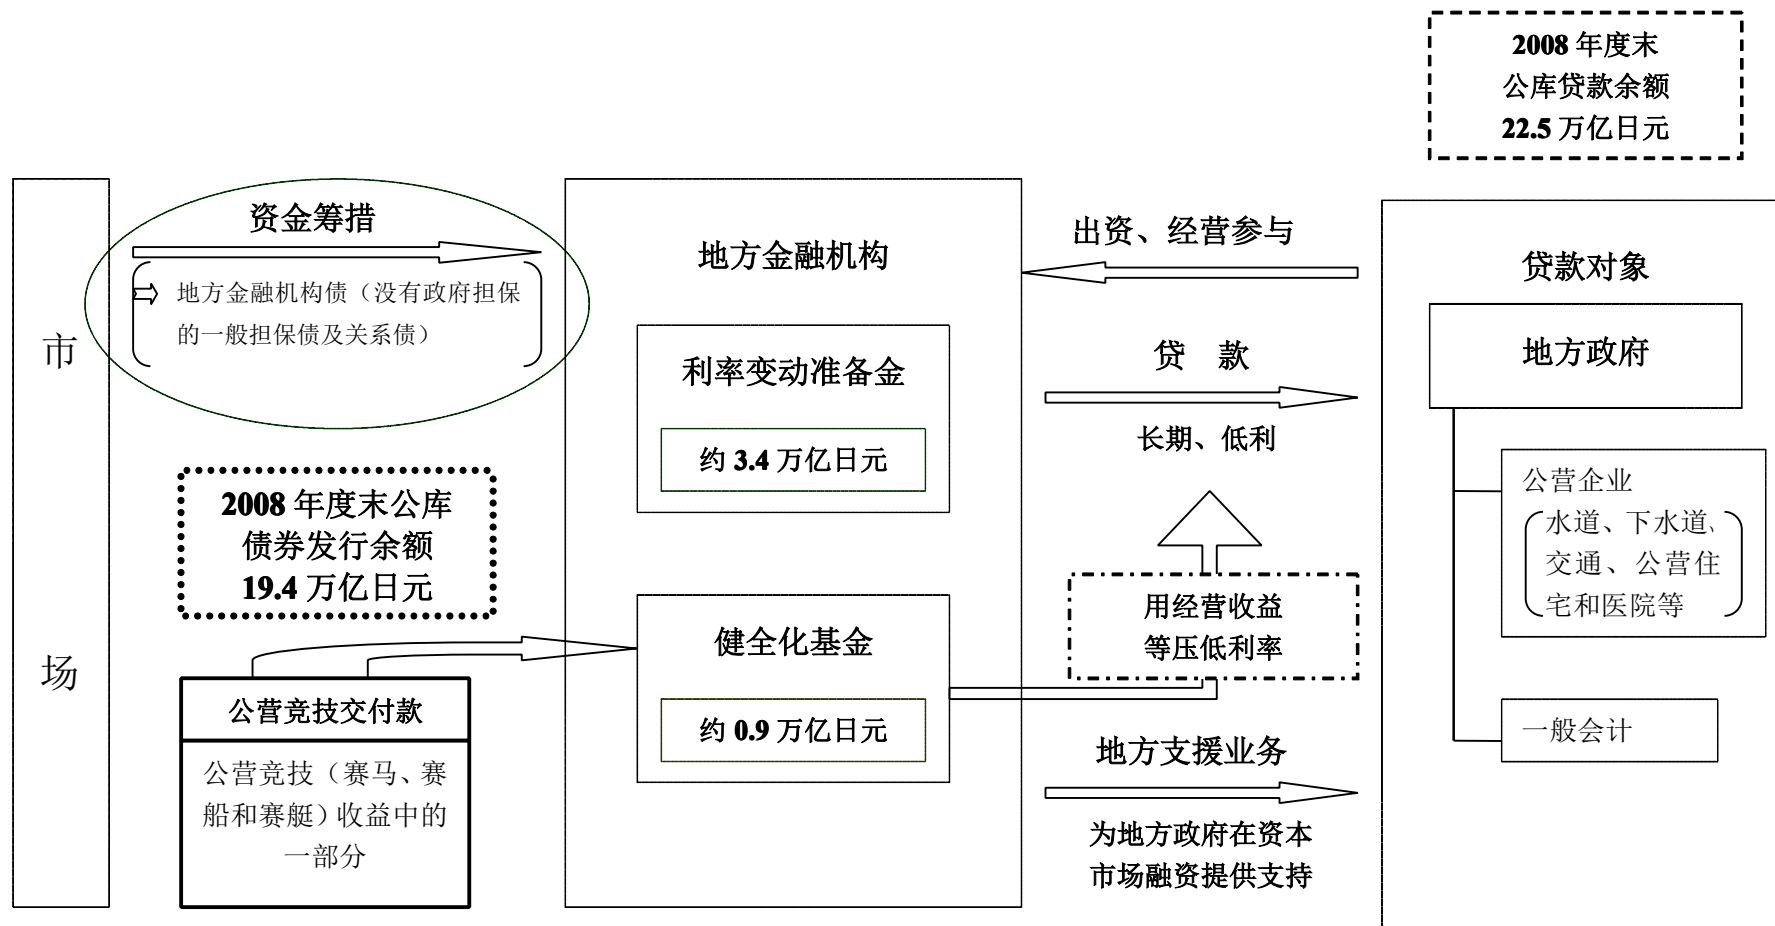 2008 年度末
公库贷款余额
22.5 万亿日元
市
场
资金筹措
地方金融机构债（没有政府担保
的一般担保债及关系债）
2008 年度末公库
债券发行余额
19.4 万亿日元
公营竞技交付款
公营竞技（赛马、赛
船和赛艇）收益中的
一部分
地方金融机构
利率变动准备金
约 3.4 万亿日元
健全化基金
约 0.9 万亿日元
出资、经营参与
贷 款
长期、低利
用经营收益
等压低利率
地方支援业务
为地方政府在资本
市场融资提供支持
贷款对象
地方政府
公营企业
（水道、下水道、
交通、公营住
宅和医院等）
一般会计